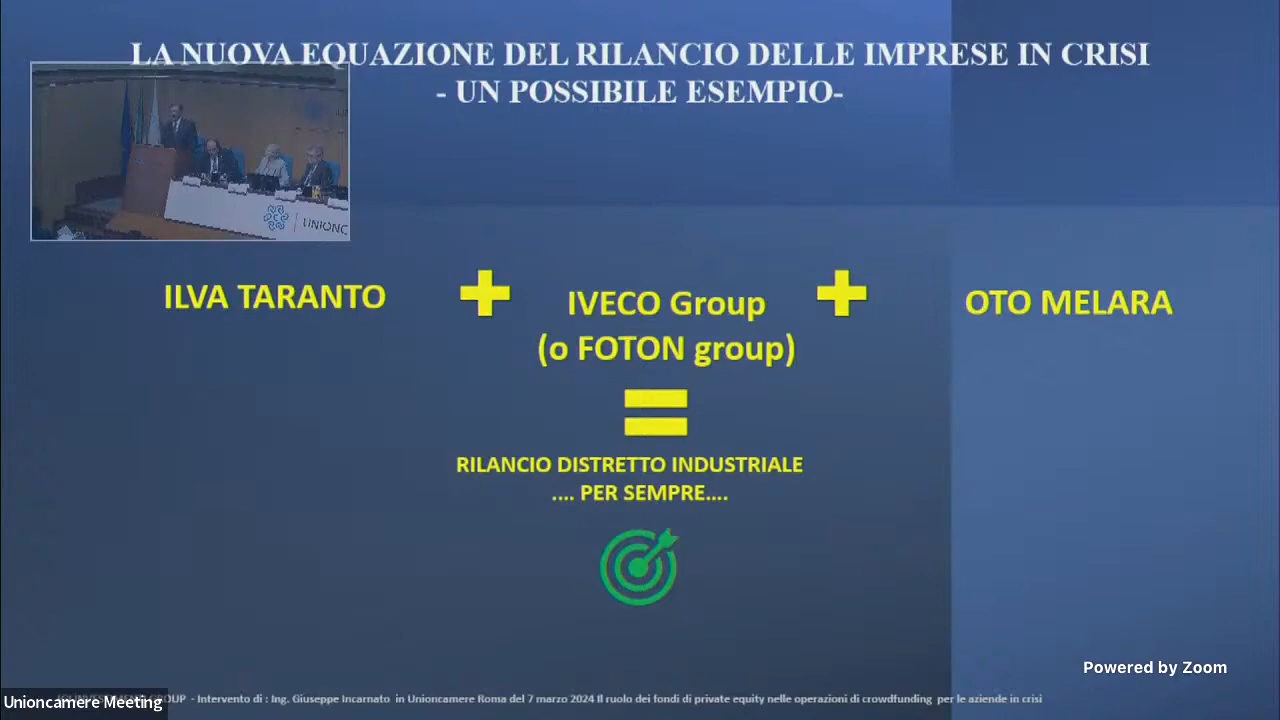 LA NUOVA EQUAZIONE DEL RILANCIO DELLE IMPRESE IN CRISI
- UN POSSIBILE ESEMPIO-
UNIONC
ILVA TARANTO
IVECO Group
(o FOTON group)
OTO MELARA
RILANCIO DISTRETTO INDUSTRIALE
.... PER SEMPRE....
Powered by Zoom
GROUP - Intervento di : Ing. Giuseppe Incarnato in Unioncamere Roma del 7 marzo 2024 Il ruolo dei fondi di private equity nelle operazioni di crowdfunding per le aziende in crisi
Unioncamere Meeting